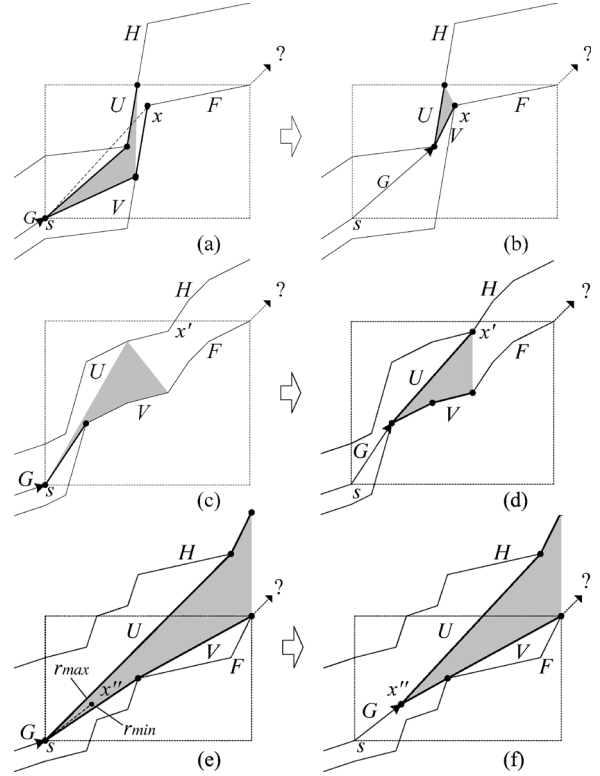 H
?
U
x
F
G
s
V
(a)
H
?
U
x
F
V
G
s
(b)
H
?
x′
F
U
V
G
s
(c)
H
?
x′
F
U
V
G
s
(d)
H
?
U
V
F
r_max
x″
r_min
G
s
(e)
H
?
U
V
F
x″
G
s
(f)